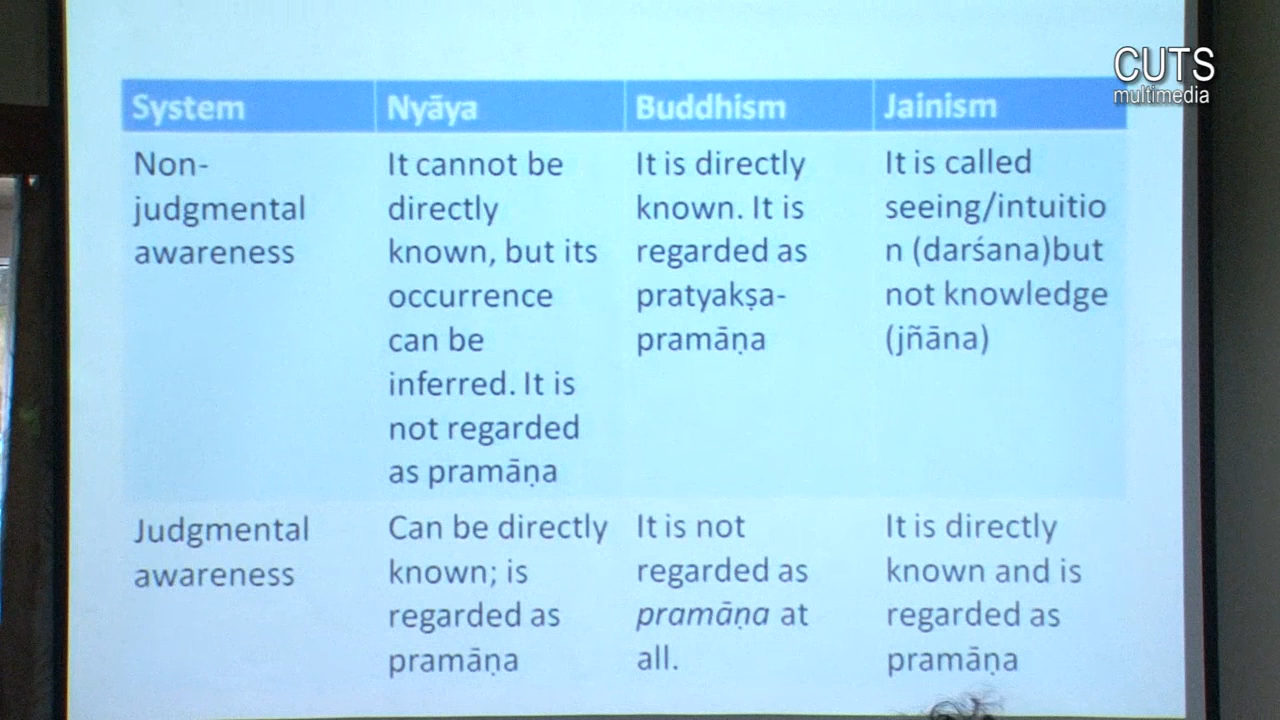 CUTS
multimedia
System
Nyāya
Buddhism
Jainism
Non-
judgmental
awareness
It cannot be
directly
known, but its
occurrence
can be
inferred. It is
not regarded
as pramāṇa
It is directly
known. It is
regarded as
pratyakṣa-
pramāṇa
It is called
seeing/intuitio
n (darśana)but
not knowledge
(jñāna)
Judgmental
awareness
Can be directly
known; is
regarded as
pramāṇa
It is not
regarded as
pramāṇa at
all.
It is directly
known and is
regarded as
pramāṇa